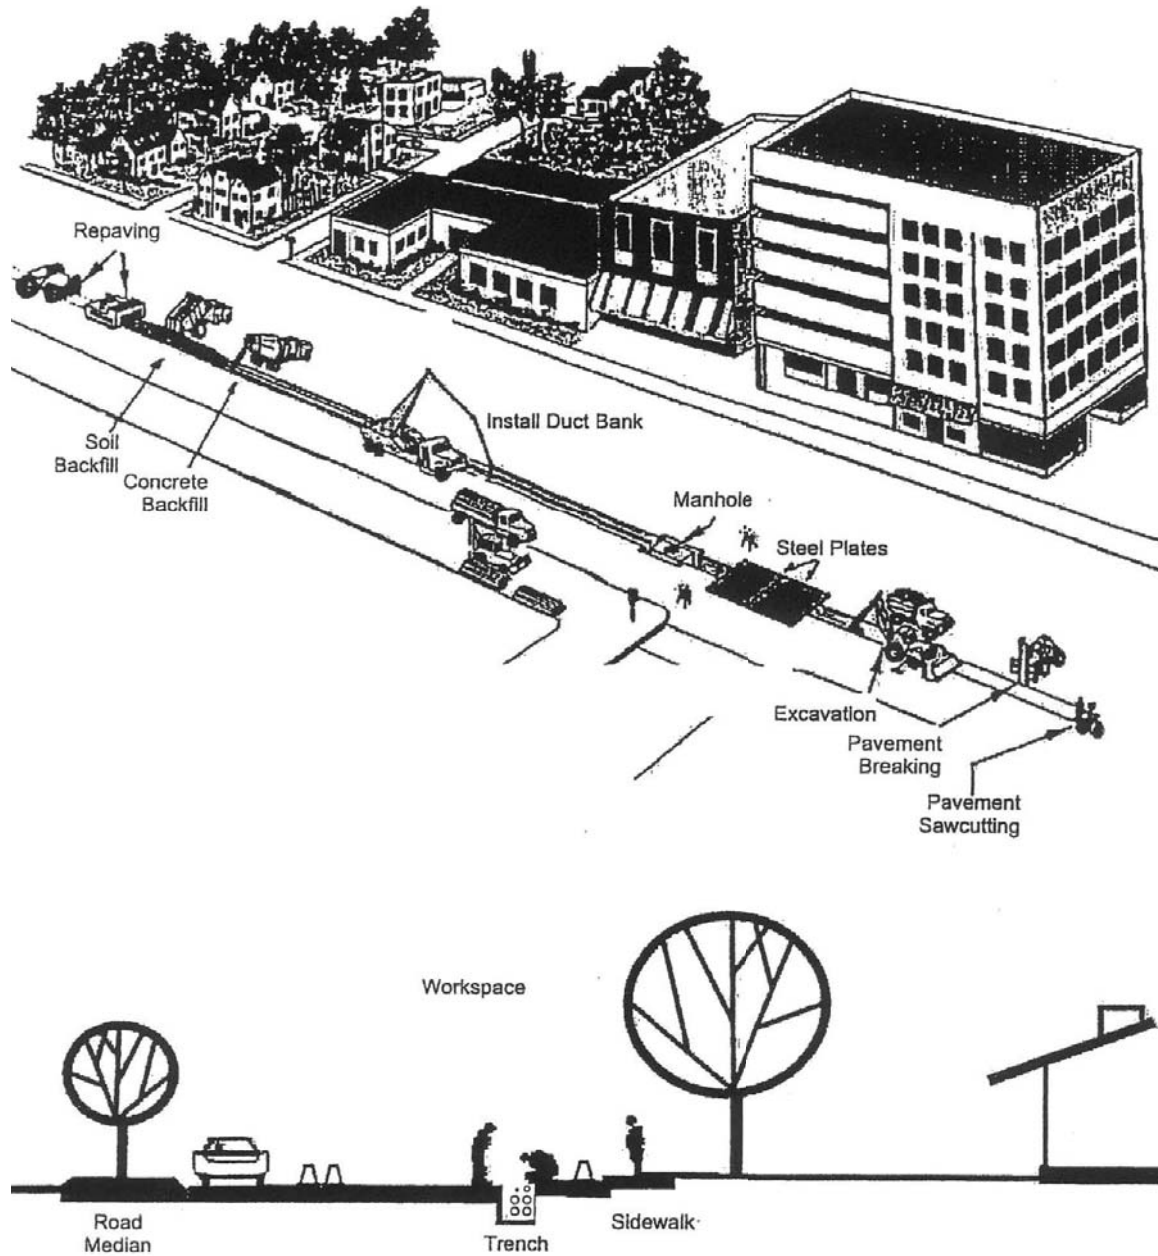 Repaving
Install Duct Bank
Soil
Backfill
Concrete
Backfill
Manhole
Steel Plates
Excavation
Pavement
Breaking
Pavement
Sawcutting
Workspace
Road
Median
Trench
Sidewalk